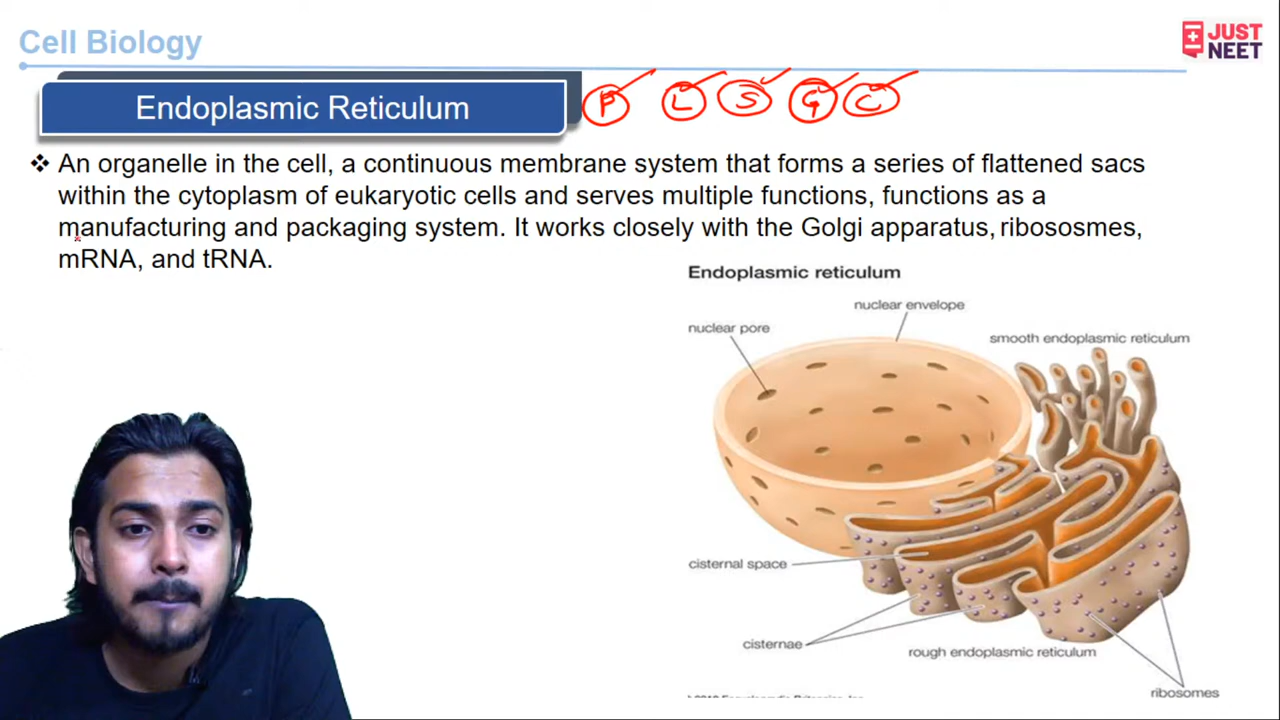 Cell Biology
JUST
NEET
Endoplasmic Reticulum
P L S G C
❖ An organelle in the cell, a continuous membrane system that forms a series of flattened sacs
within the cytoplasm of eukaryotic cells and serves multiple functions, functions as a
manufacturing and packaging system. It works closely with the Golgi apparatus, ribososmes,
mRNA, and tRNA.
Endoplasmic reticulum
nuclear envelope
nuclear pore
smooth endoplasmic reticulum
cisternal space
cisternae
rough endoplasmic reticulum
ribosomes